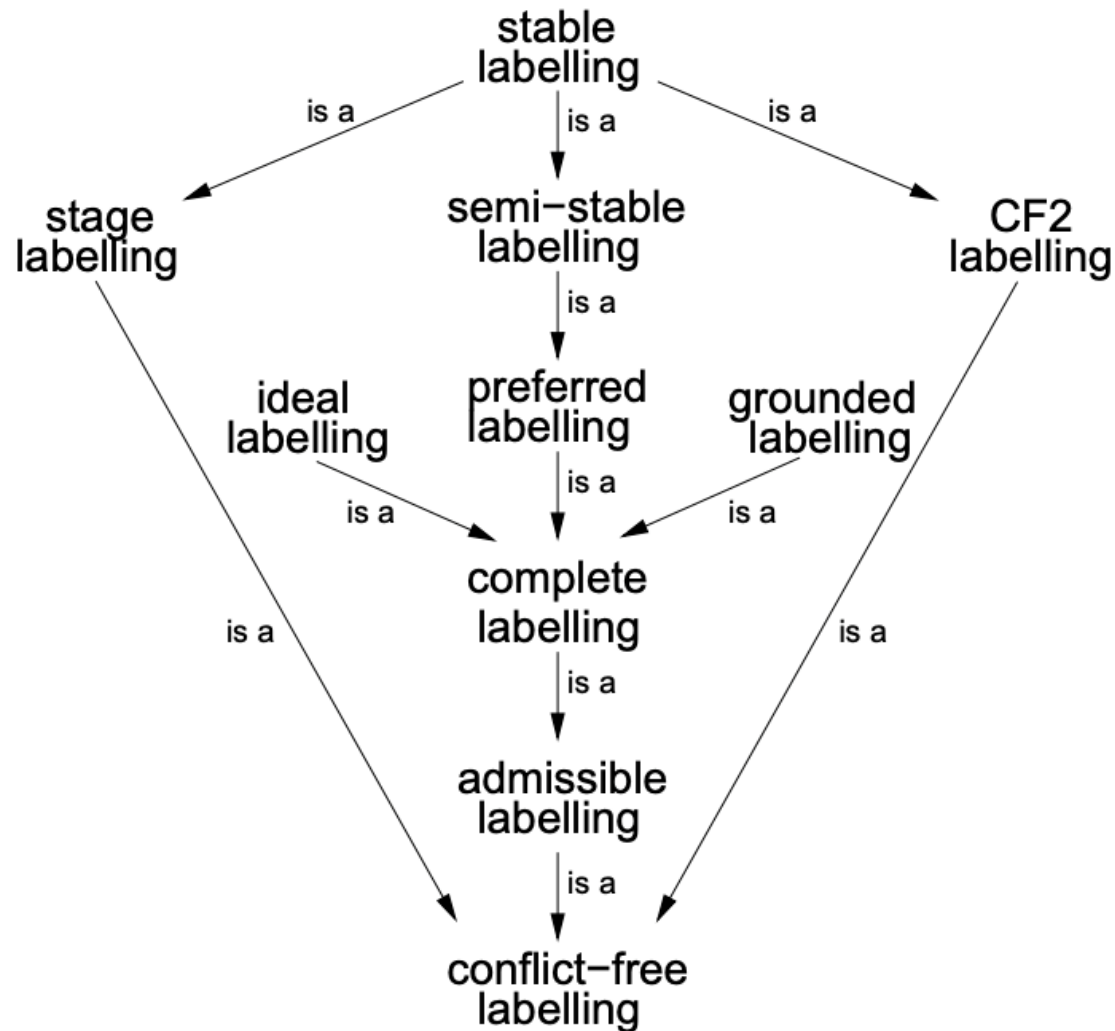 stable
labelling
is a
is a
is a
stage
labelling
semi−stable
labelling
CF2
labelling
is a
ideal
labelling
preferred
labelling
grounded
labelling
is a
is a
is a
complete
labelling
is a
is a
is a
admissible
labelling
is a
conflict−free
labelling